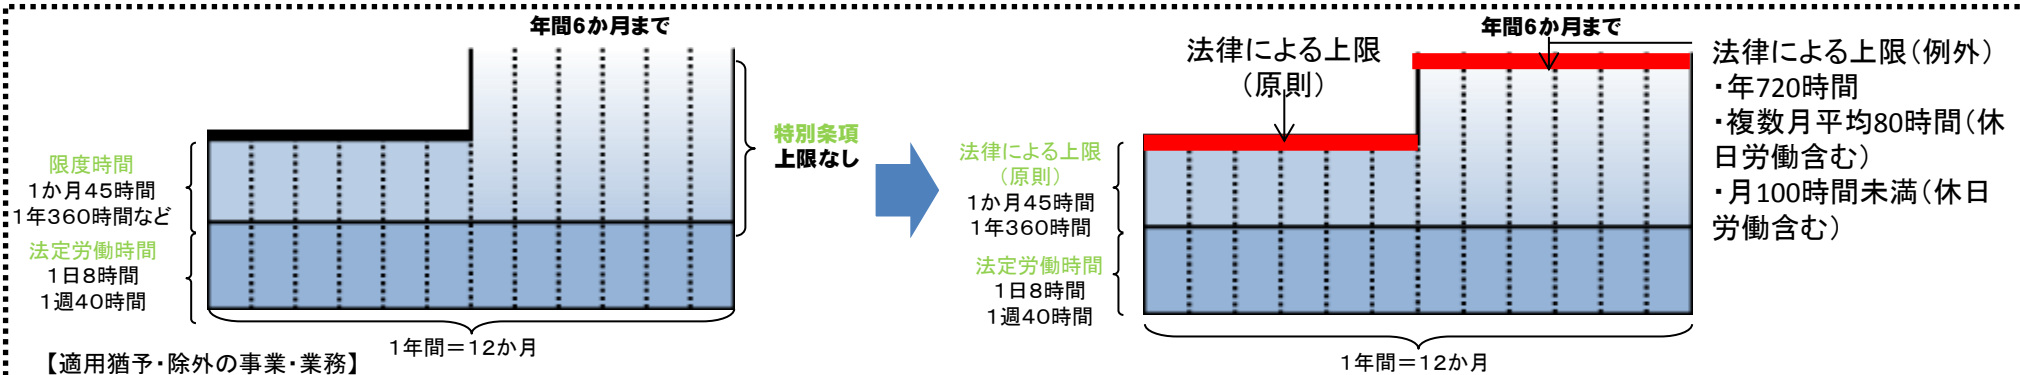 年間6か月まで
特別条項
上限なし
限度時間
1か月45時間
1年360時間など
法定労働時間
1日8時間
1週40時間
1年間=12か月
【適用猶予・除外の事業・業務】
年間6か月まで
法律による上限
(原則)
法律による上限
(原則)
1か月45時間
1年360時間
法定労働時間
1日8時間
1週40時間
1年間=12か月
法律による上限(例外)
・年720時間
・複数月平均80時間(休
日労働含む)
・月100時間未満(休日
労働含む)